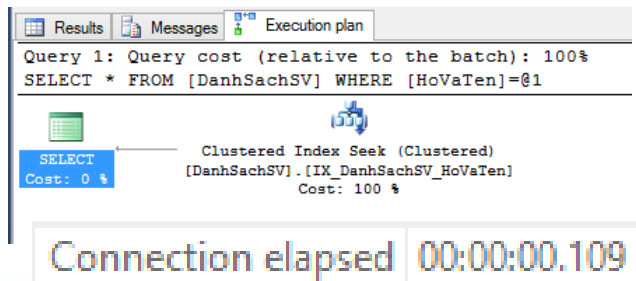 Results Messages Execution plan
Query 1: Query cost (relative to the batch): 100%
SELECT * FROM [DanhSachSV] WHERE [HoVaTen]=@1
SELECT
Cost: 0 %
Clustered Index Seek (Clustered)
[DanhSachSV].[IX_DanhSachSV_HoVaTen]
Cost: 100 %
Connection elapsed 00:00:00.109